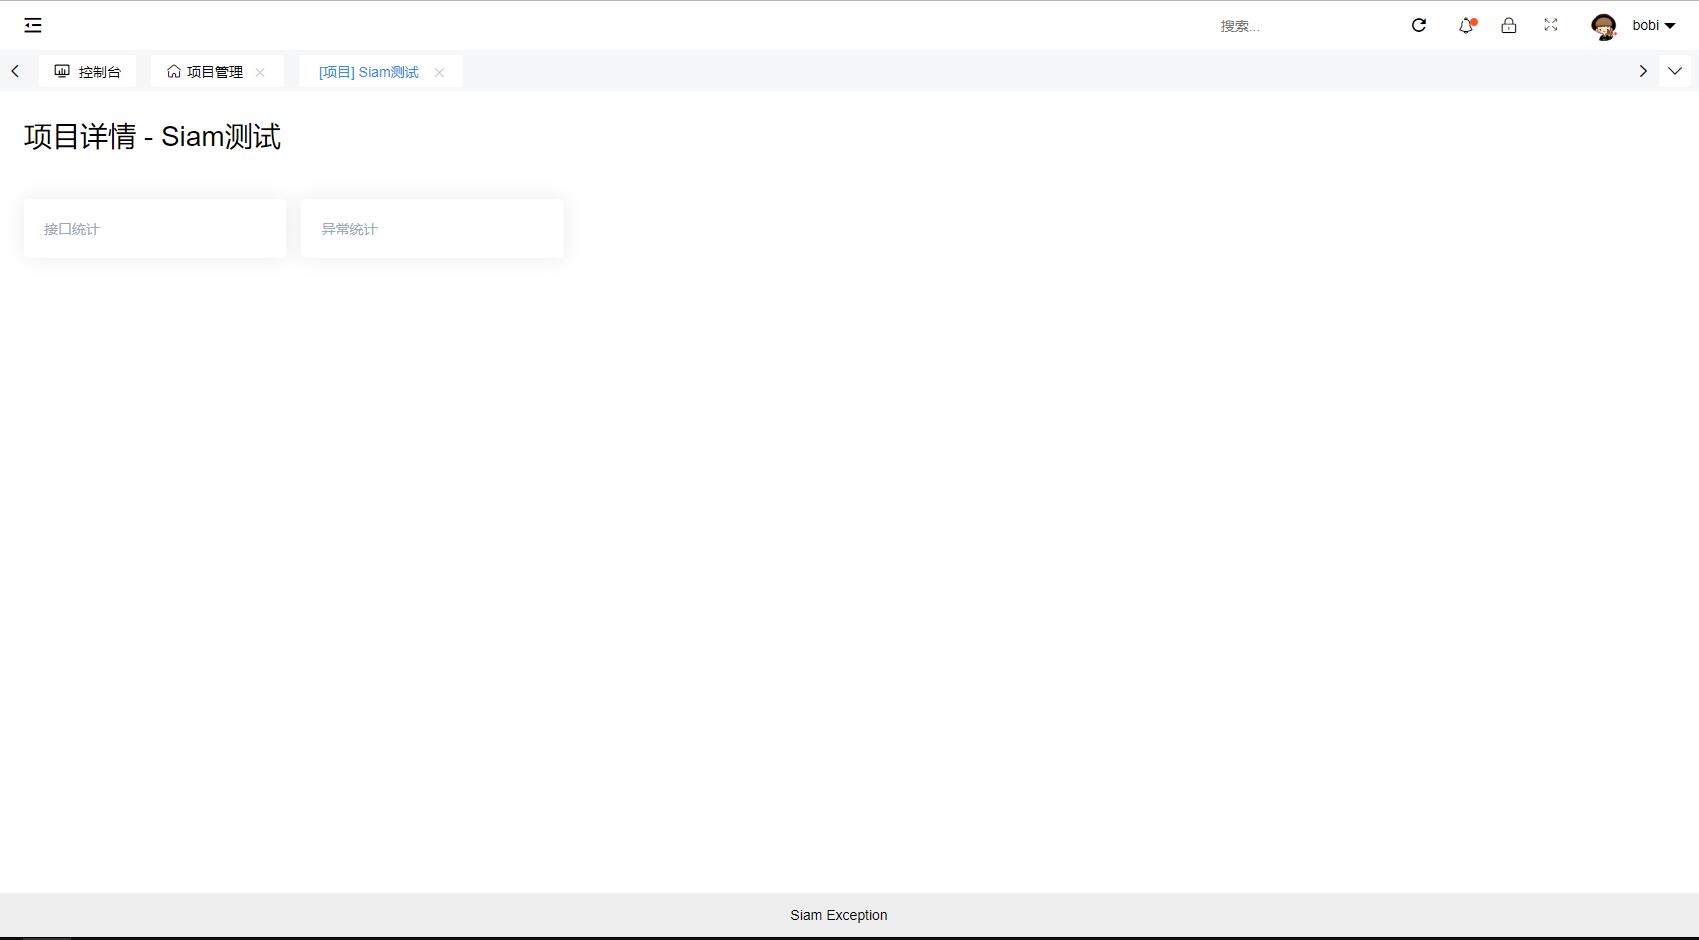 搜索...
bobi
控制台
项目管理
[项目] Siam测试
项目详情 - Siam测试
接口统计
异常统计
Siam Exception